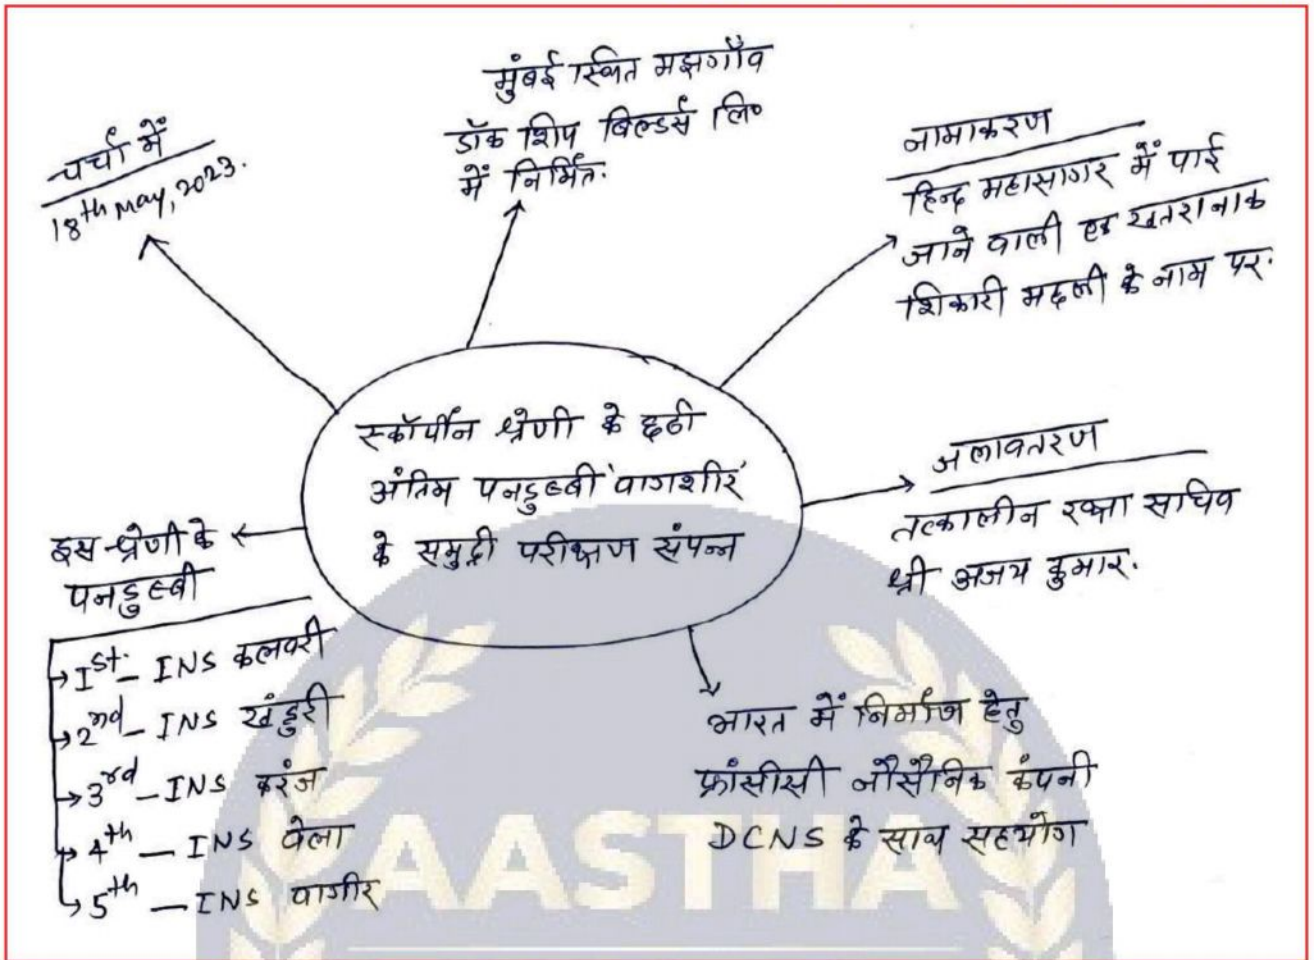 चर्चा में
18th May, 2023.
मुंबई स्थित मझगाँव
डॉक शिप बिल्डर्स लि०
में निर्मित.
नामाकरण
हिन्द महासागर में पाई
जाने वाली एक खतरानाक
शिकारी मछली के नाम पर.
स्कॉर्पीन श्रेणी के छठी
अंतिम पनडुब्बी 'वागशीर'
के समुद्री परीक्षण संपन्न
जलावतरण
तत्कालीन रक्षा सचिव
श्री अजय कुमार.
इस श्रेणी के
पनडुब्बी
1st. - INS कलवरी
2nd - INS खंडुरी
3rd - INS करंज
4th - INS वेला
5th - INS वागीर
भारत में निर्माण हेतु
फ्रांसीसी नौसैनिक कंपनी
DCNS के साथ सहयोग
AASTHA